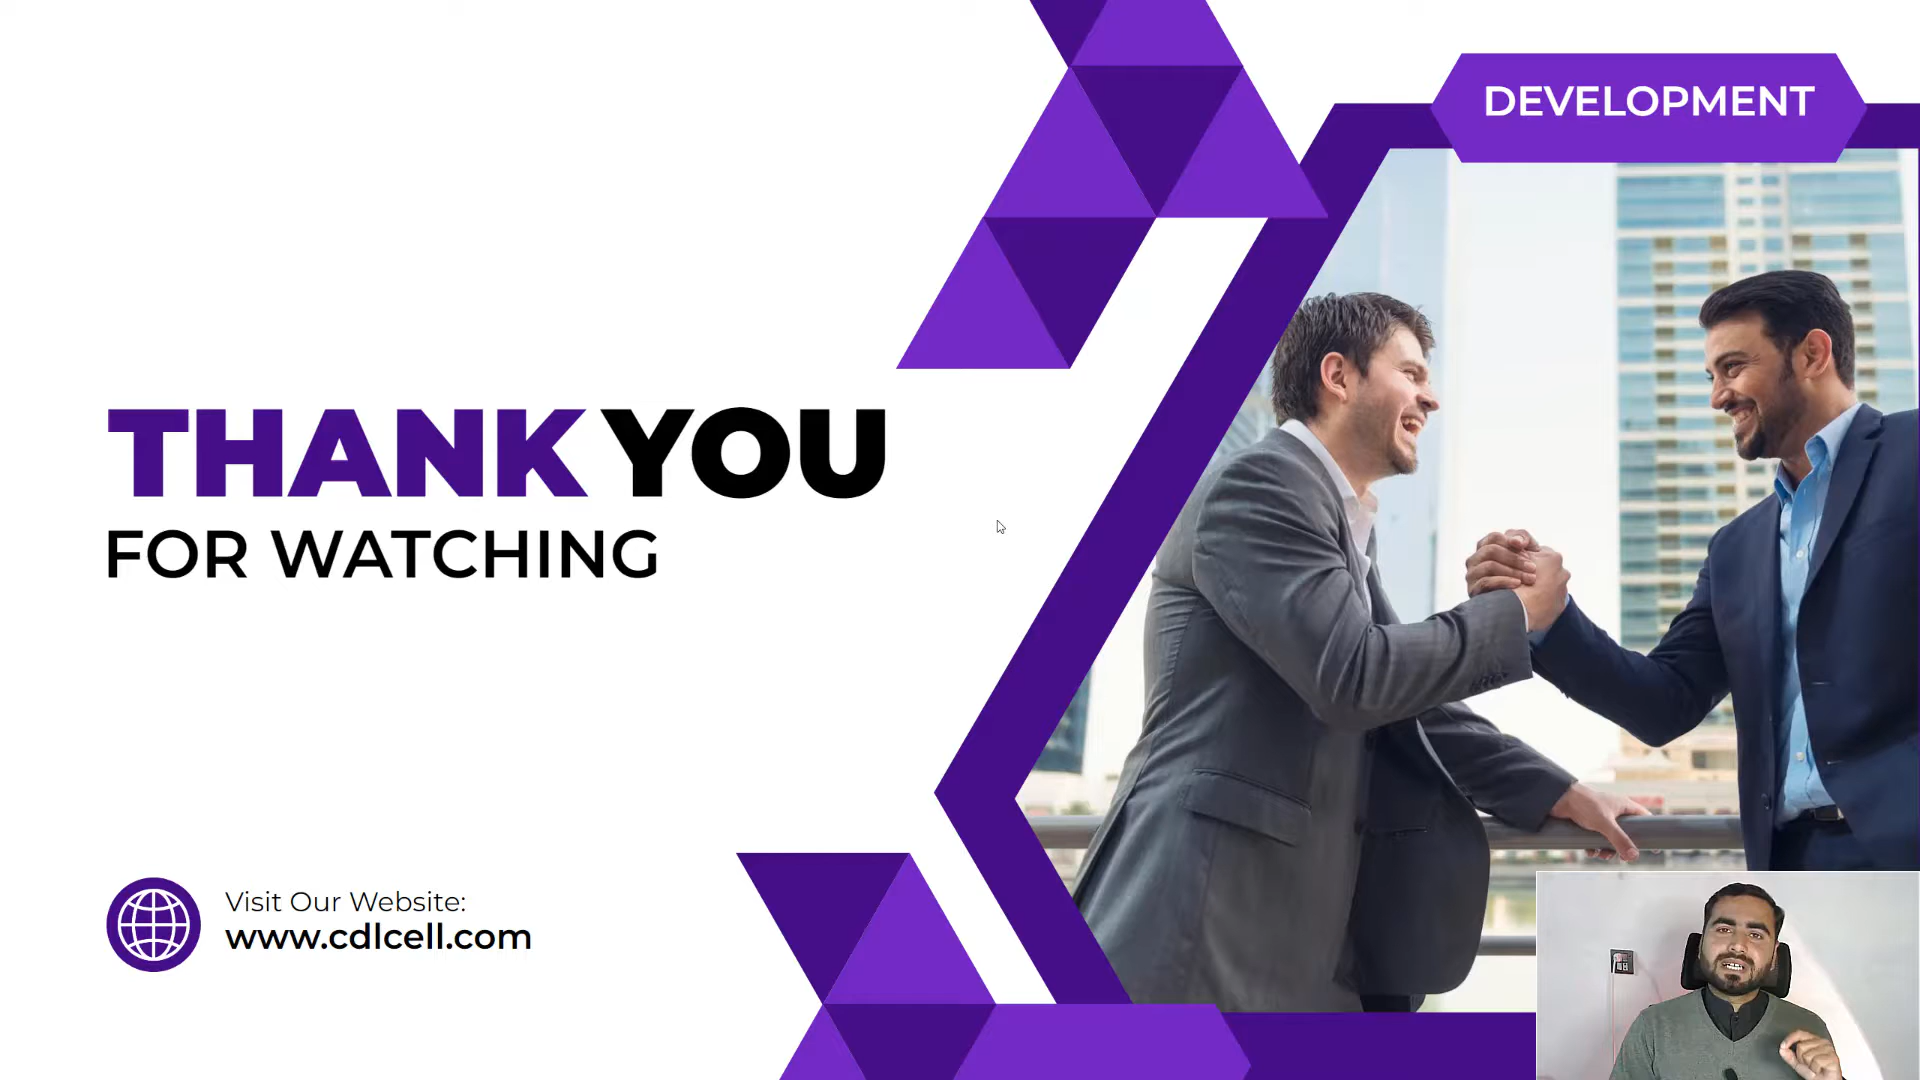 DEVELOPMENT
THANK YOU
FOR WATCHING
Visit Our Website:
www.cdlcell.com